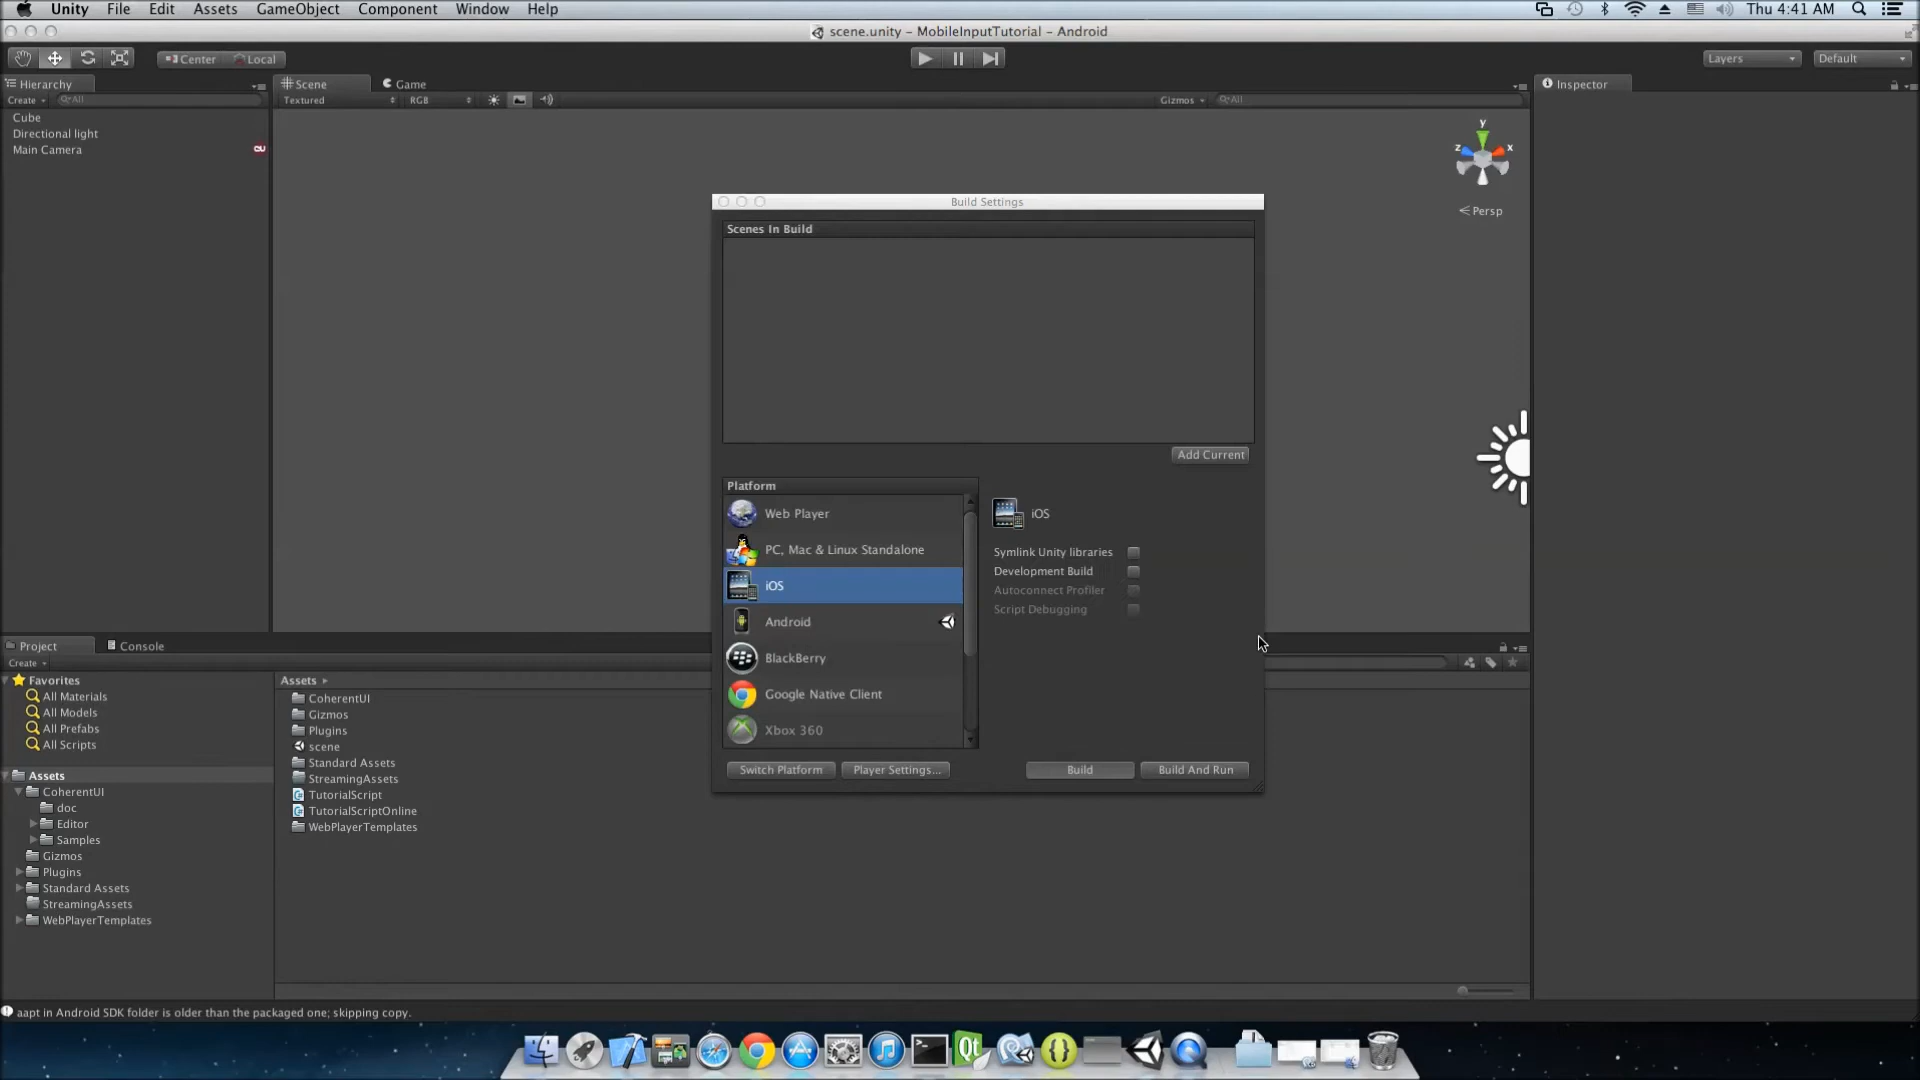 Unity File Edit Assets GameObject Component Window Help Thu 4:41 AM
scene.unity – MobileInputTutorial – Android
Center Local Layers Default
Hierarchy Scene Game Inspector
Create All Textured RGB Gizmos All
Cube
Directional light
Main Camera
y
z x
Persp
Build Settings
Scenes In Build
Add Current
Platform
Web Player
PC, Mac & Linux Standalone
iOS
Android
BlackBerry
Google Native Client
Xbox 360
iOS
Symlink Unity libraries
Development Build
Autoconnect Profiler
Script Debugging
Switch Platform Player Settings... Build Build And Run
Project Console
Create
Favorites
All Materials
All Models
All Prefabs
All Scripts
Assets
CoherentUI
doc
Editor
Samples
Gizmos
Plugins
Standard Assets
StreamingAssets
WebPlayerTemplates
Assets
CoherentUI
Gizmos
Plugins
scene
Standard Assets
StreamingAssets
TutorialScript
TutorialScriptOnline
WebPlayerTemplates
aapt in Android SDK folder is older than the packaged one; skipping copy.
Qt